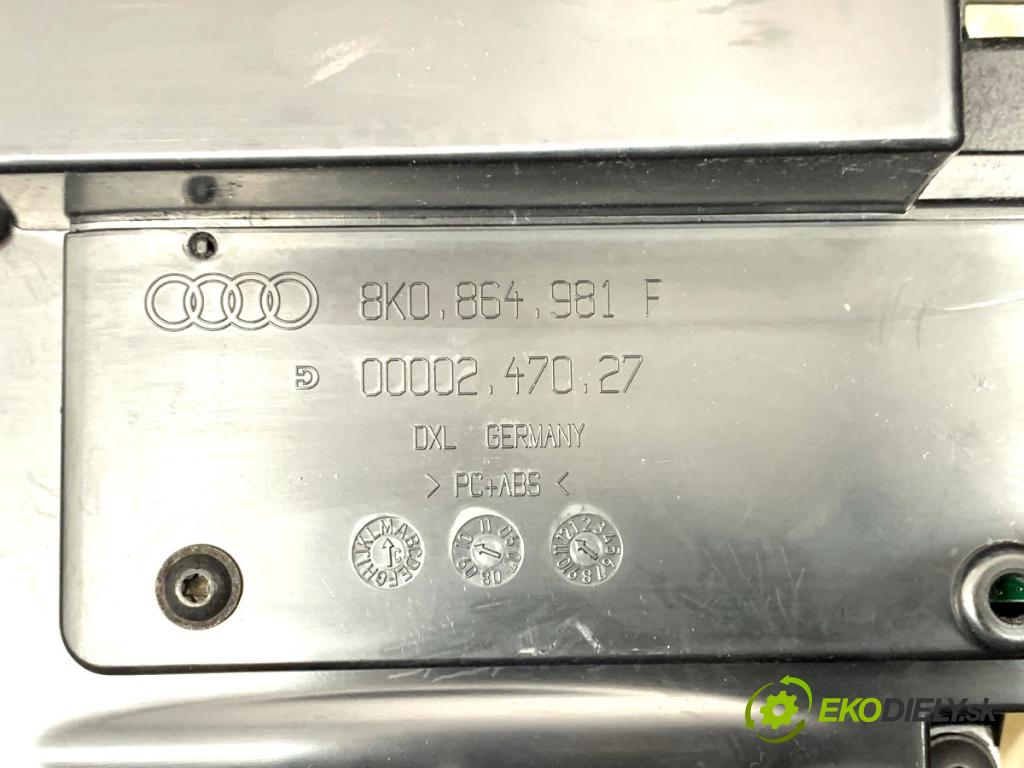 8K0.864.981 F
00002.470.27
DXL GERMANY
> PC+ABS <
EKODIELY.sk